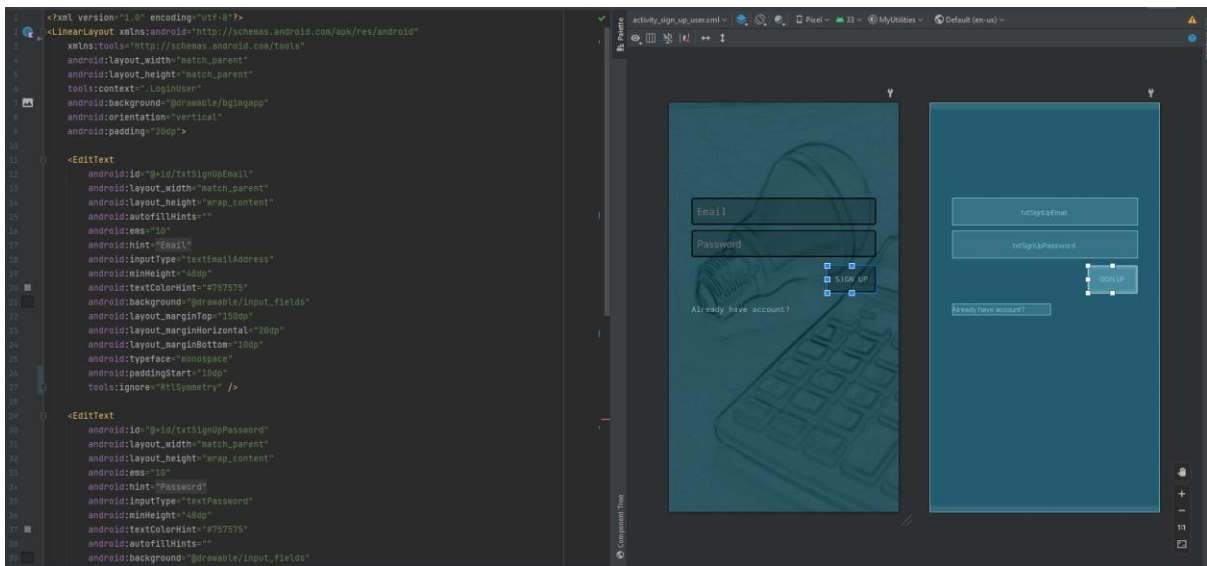 <?xml version="1.0" encoding="utf-8"?>
<LinearLayout xmlns:android="http://schemas.android.com/apk/res/android"
xmlns:tools="http://schemas.android.com/tools"
android:layout_width="match_parent"
android:layout_height="match_parent"
tools:context=".LoginUser"
android:background="@drawable/bgimgapp"
android:orientation="vertical"
android:padding="20dp">
<EditText
android:id="@+id/txtSignUpEmail"
android:layout_width="match_parent"
android:layout_height="wrap_content"
android:autofillHints=""
android:ems="10"
android:hint="Email"
android:inputType="textEmailAddress"
android:minHeight="48dp"
android:textColorHint="#757575"
android:background="@drawable/input_fields"
android:layout_marginTop="150dp"
android:layout_marginHorizontal="20dp"
android:layout_marginBottom="10dp"
android:typeface="monospace"
android:paddingStart="10dp"
tools:ignore="RtlSymmetry" />
<EditText
android:id="@+id/txtSignUpPassword"
android:layout_width="match_parent"
android:layout_height="wrap_content"
android:ems="10"
android:hint="Password"
android:inputType="textPassword"
android:minHeight="48dp"
android:textColorHint="#757575"
android:autofillHints=""
android:background="@drawable/input_fields"
Palette
Component Tree
activity_sign_up_user.xml Pixel 33 MyUtilities Default (en-us)
Email
Password
SIGN UP
Already have account?
txtSignUpEmail
txtSignUpPassword
SIGN UP
Already have account?
1:1